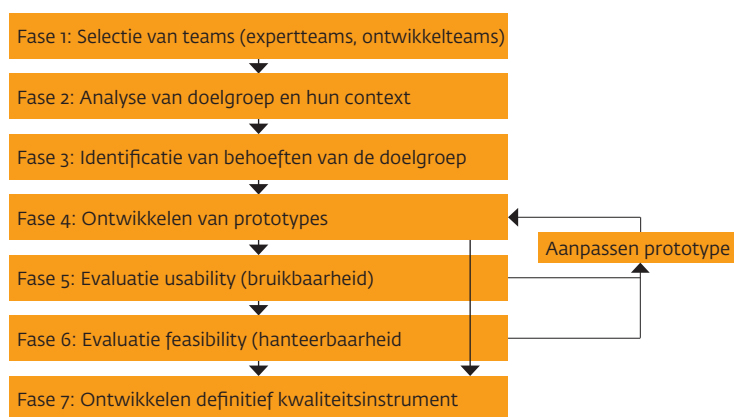 Fase 1: Selectie van teams (expertteams, ontwikkelteams)
Fase 2: Analyse van doelgroep en hun context
Fase 3: Identificatie van behoeften van de doelgroep
Fase 4: Ontwikkelen van prototypes
Aanpassen prototype
Fase 5: Evaluatie usability (bruikbaarheid)
Fase 6: Evaluatie feasibility (hanteerbaarheid
Fase 7: Ontwikkelen definitief kwaliteitsinstrument